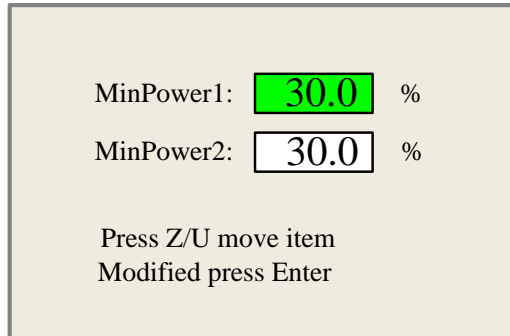 MinPower1: 30.0 %
MinPower2: 30.0 %
Press Z/U move item
Modified press Enter